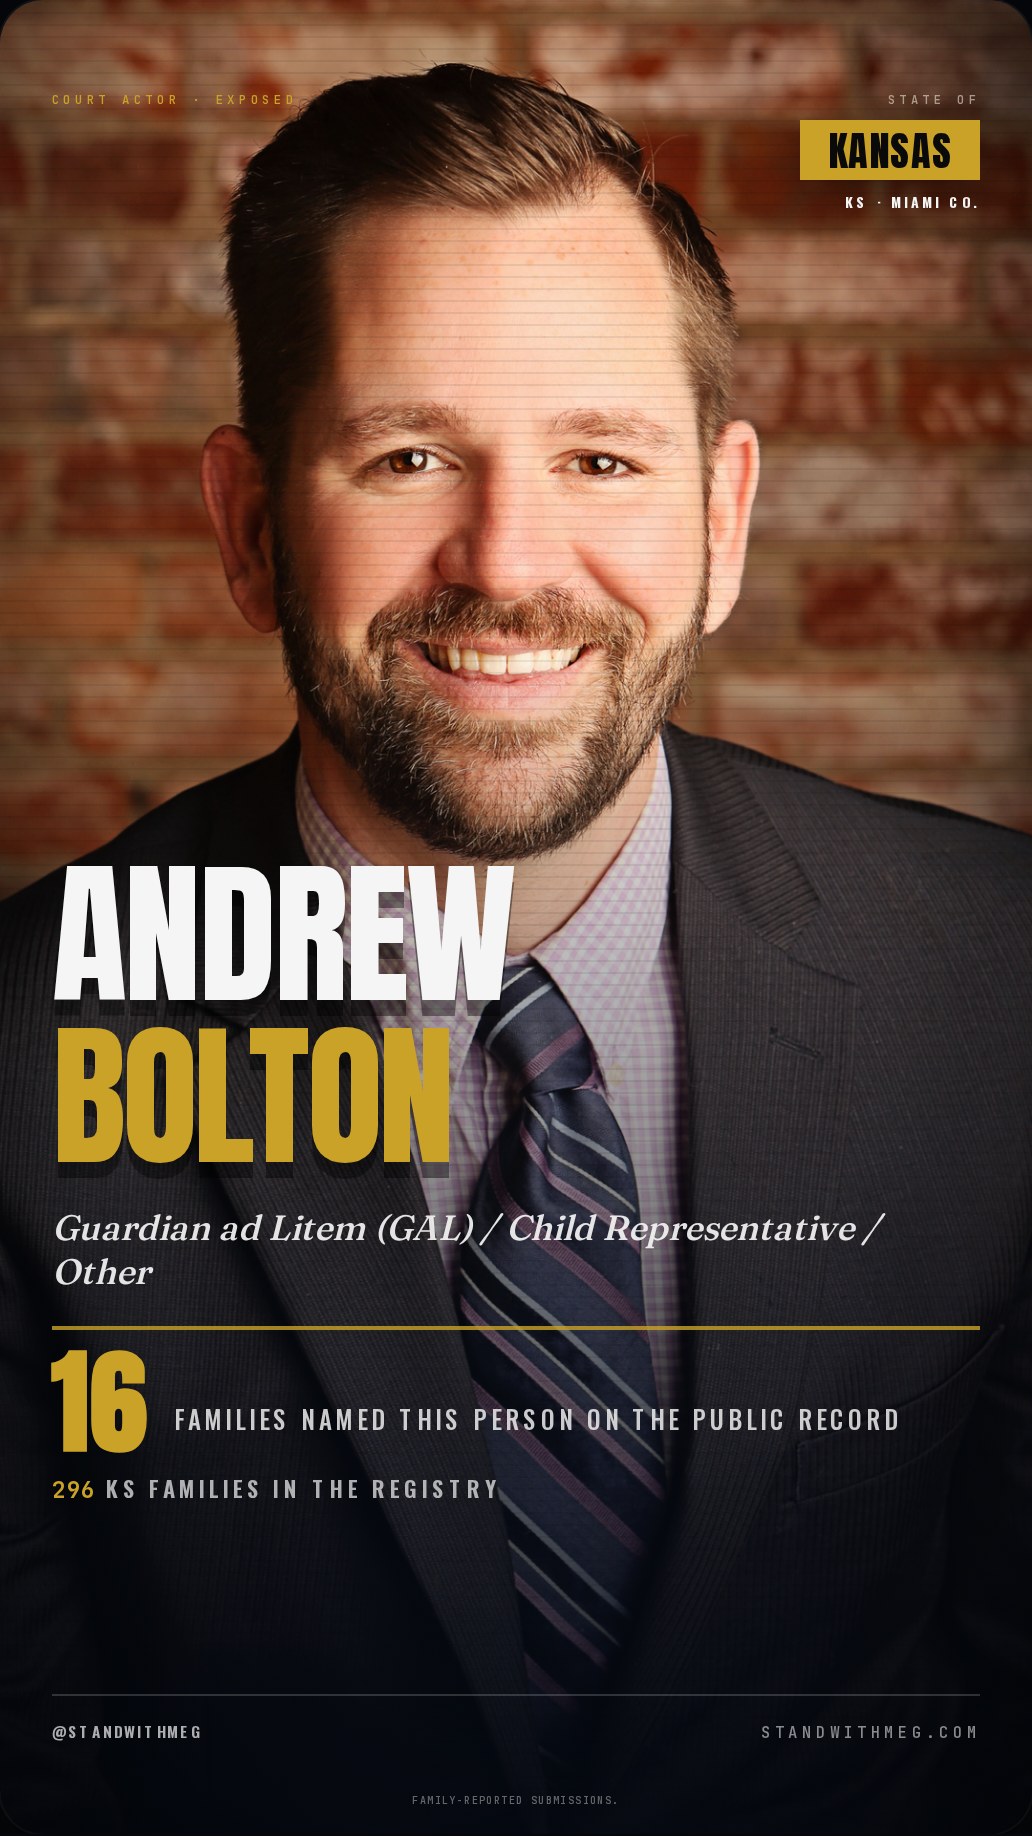 COURT ACTOR · EXPOSED
STATE OF
KANSAS
KS · MIAMI CO.
ANDREW
BOLTON
Guardian ad Litem (GAL) / Child Representative /
Other
16 FAMILIES NAMED THIS PERSON ON THE PUBLIC RECORD
296 KS FAMILIES IN THE REGISTRY
@STANDWITHMEG
STANDWITHMEG.COM
FAMILY-REPORTED SUBMISSIONS.